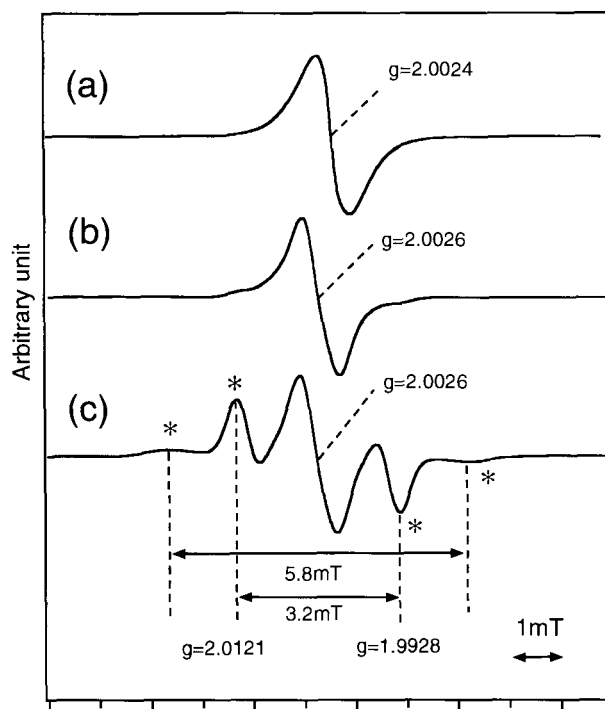 (a)
g=2.0024
(b)
g=2.0026
Arbitrary unit
(c)
g=2.0026
*
*
*
*
5.8mT
3.2mT
1mT
g=2.0121
g=1.9928